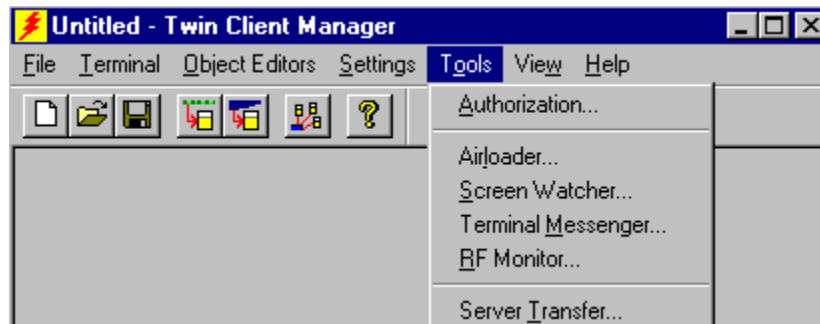 Untitled - Twin Client Manager
File Terminal Object Editors Settings Tools View Help
Authorization...
Airloader...
Screen Watcher...
Terminal Messenger...
RF Monitor...
Server Transfer...